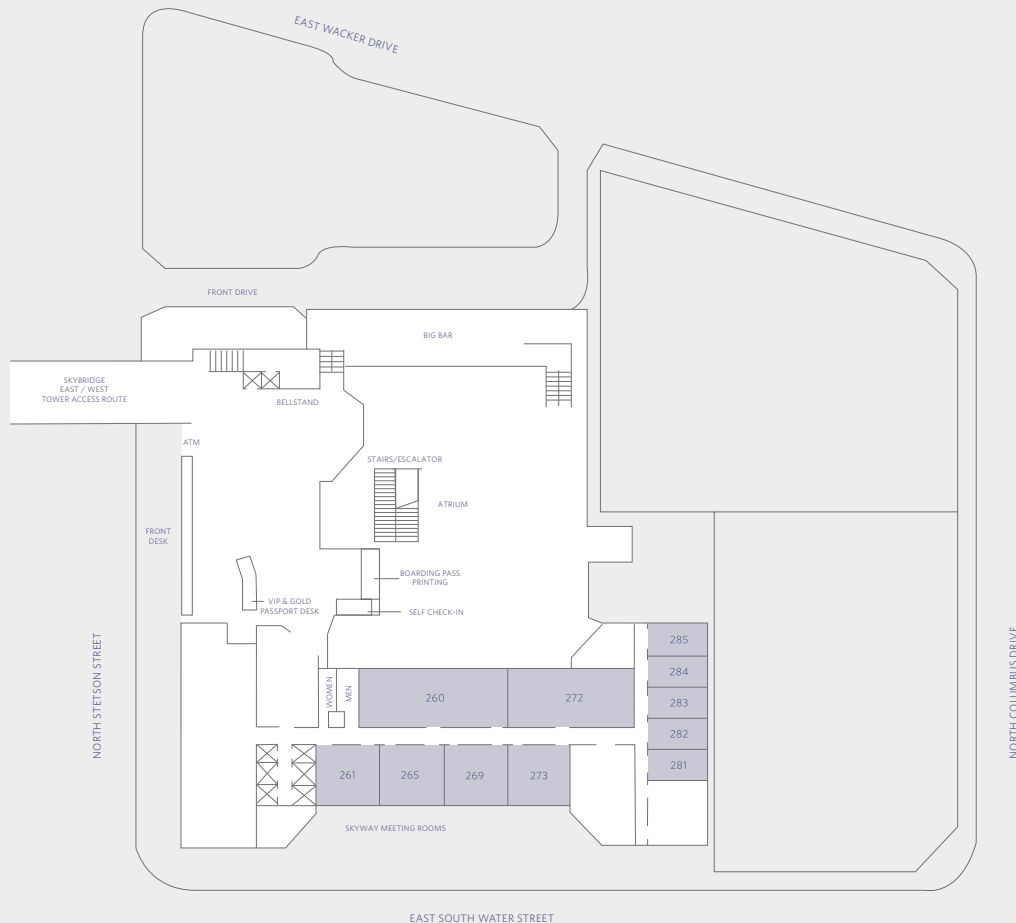 EAST WACKER DRIVE
FRONT DRIVE
BIG BAR
SKYBRIDGE
EAST / WEST
TOWER ACCESS ROUTE
BELLSTAND
ATM
STAIRS/ESCALATOR
ATRIUM
FRONT
DESK
BOARDING PASS
PRINTING
VIP & GOLD
PASSPORT DESK
SELF CHECK-IN
NORTH STETSON STREET
NORTH COLUMBUS DRIVE
WOMEN
MEN
260
272
285
284
283
282
281
261
265
269
273
SKYWAY MEETING ROOMS
EAST SOUTH WATER STREET